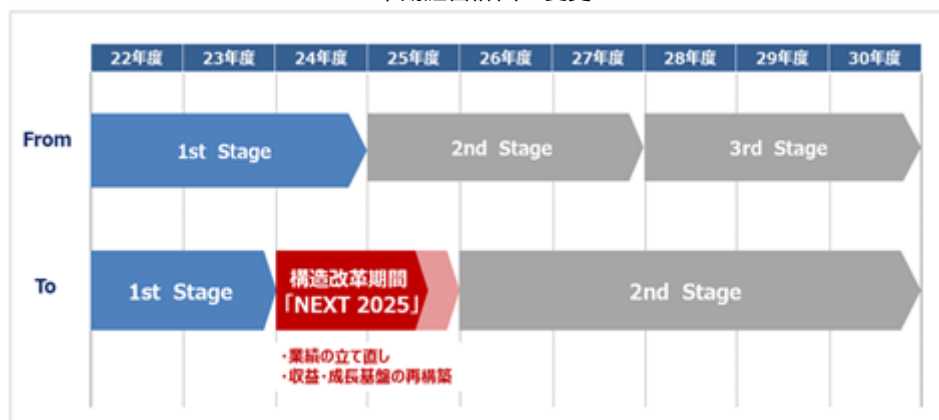 22年度 23年度 24年度 25年度 26年度 27年度 28年度 29年度 30年度
From
1st Stage
2nd Stage
3rd Stage
To
1st Stage
構造改革期間
「NEXT 2025」
2nd Stage
・業績の立て直し
・収益・成長基盤の再構築